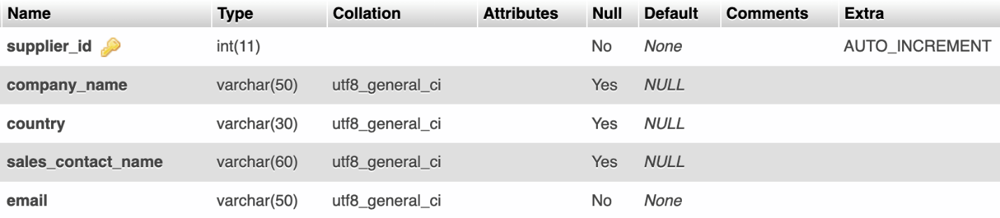 Name Type Collation Attributes Null Default Comments Extra
supplier_id int(11) No None AUTO_INCREMENT
company_name varchar(50) utf8_general_ci Yes NULL
country varchar(30) utf8_general_ci Yes NULL
sales_contact_name varchar(60) utf8_general_ci Yes NULL
email varchar(50) utf8_general_ci No None